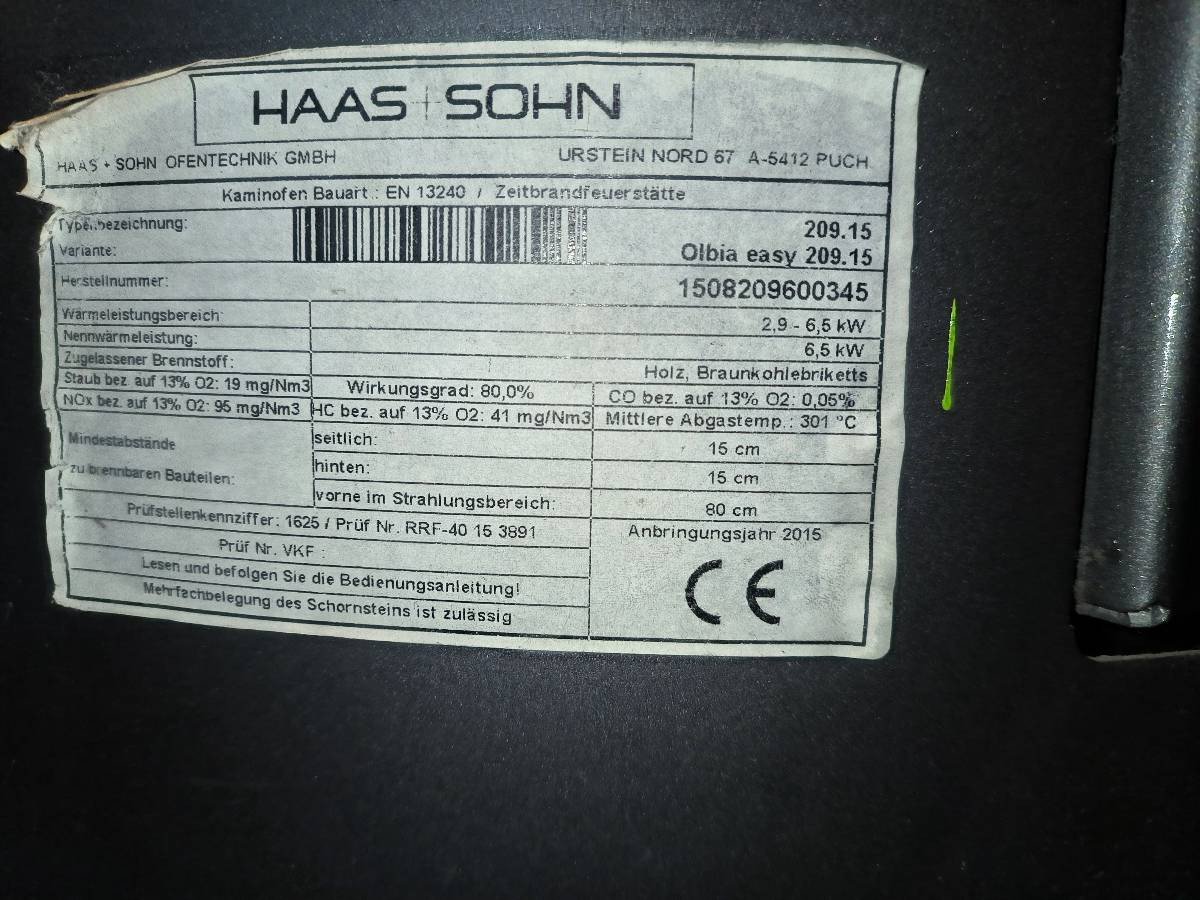 HAAS+SOHN
HAAS + SOHN OFENTECHNIK GMBH URSTEIN NORD 67 A-5412 PUCH
Kaminofen Bauart.: EN 13240 / Zeitbrandfeuerstätte
Typenbezeichnung: 209.15
Variante: Olbia easy 209.15
Herstellnummer: 1508209600345
Wärmeleistungsbereich 2,9 - 6,5 kW
Nennwärmeleistung: 6,5 kW
Zugelassener Brennstoff: Holz, Braunkohlebriketts
Staub bez. auf 13% O2: 19 mg/Nm3 Wirkungsgrad: 80,0% CO bez. auf 13% O2: 0,05%
NOx bez. auf 13% O2: 95 mg/Nm3 HC bez. auf 13% O2: 41 mg/Nm3 Mittlere Abgastemp.: 301 °C
Mindestabstände seitlich: 15 cm
zu brennbaren Bauteilen: hinten: 15 cm
vorne im Strahlungsbereich: 80 cm
Prüfstellenkennziffer: 1625 / Prüf Nr. RRF-40 15 3891 Anbringungsjahr 2015
Prüf Nr. VKF :
Lesen und befolgen Sie die Bedienungsanleitung!
Mehrfachbelegung des Schornsteins ist zulässig
CE